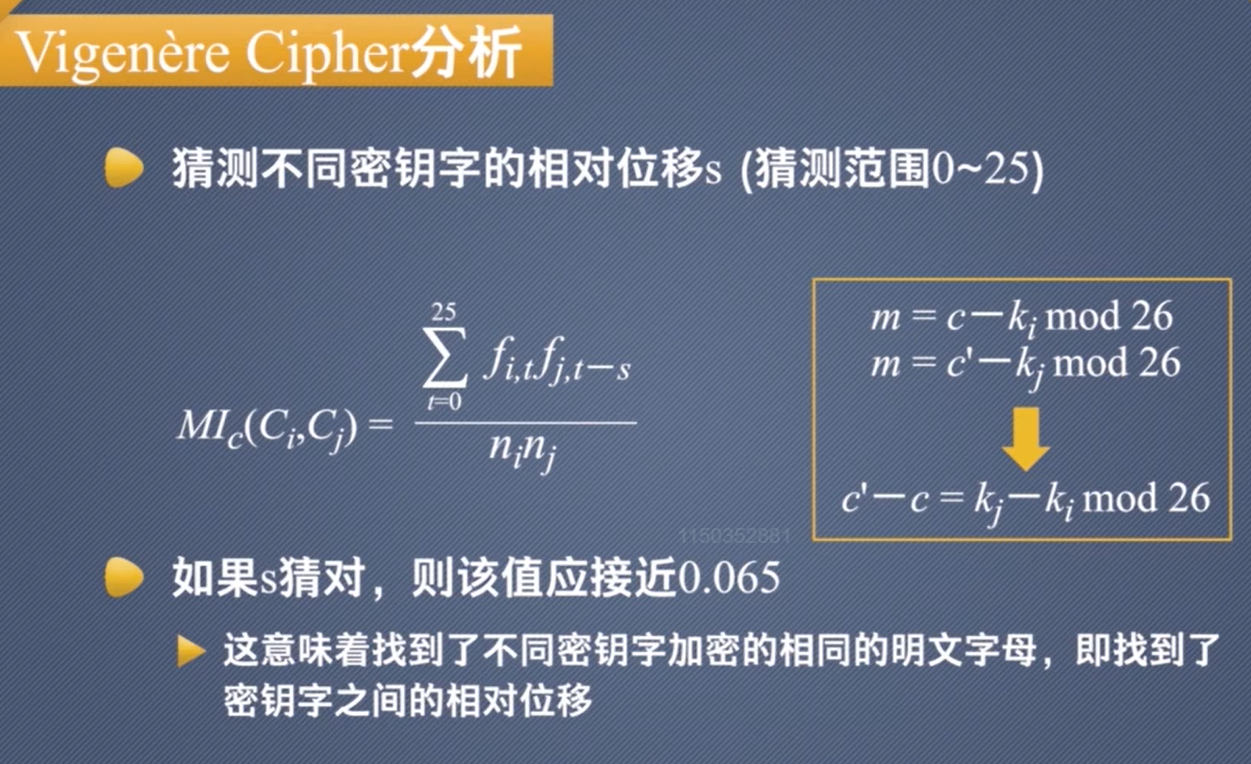 Vigenère Cipher分析
猜测不同密钥字的相对位移s (猜测范围0~25)
25
∑ f_{i,t}f_{j,t−s}
t=0
MI_c(C_i,C_j) =
n_in_j
m = c−k_i mod 26
m = c'−k_j mod 26
c'−c = k_j−k_i mod 26
1150352881
如果s猜对，则该值应接近0.065
这意味着找到了不同密钥字加密的相同的明文字母，即找到了
密钥字之间的相对位移